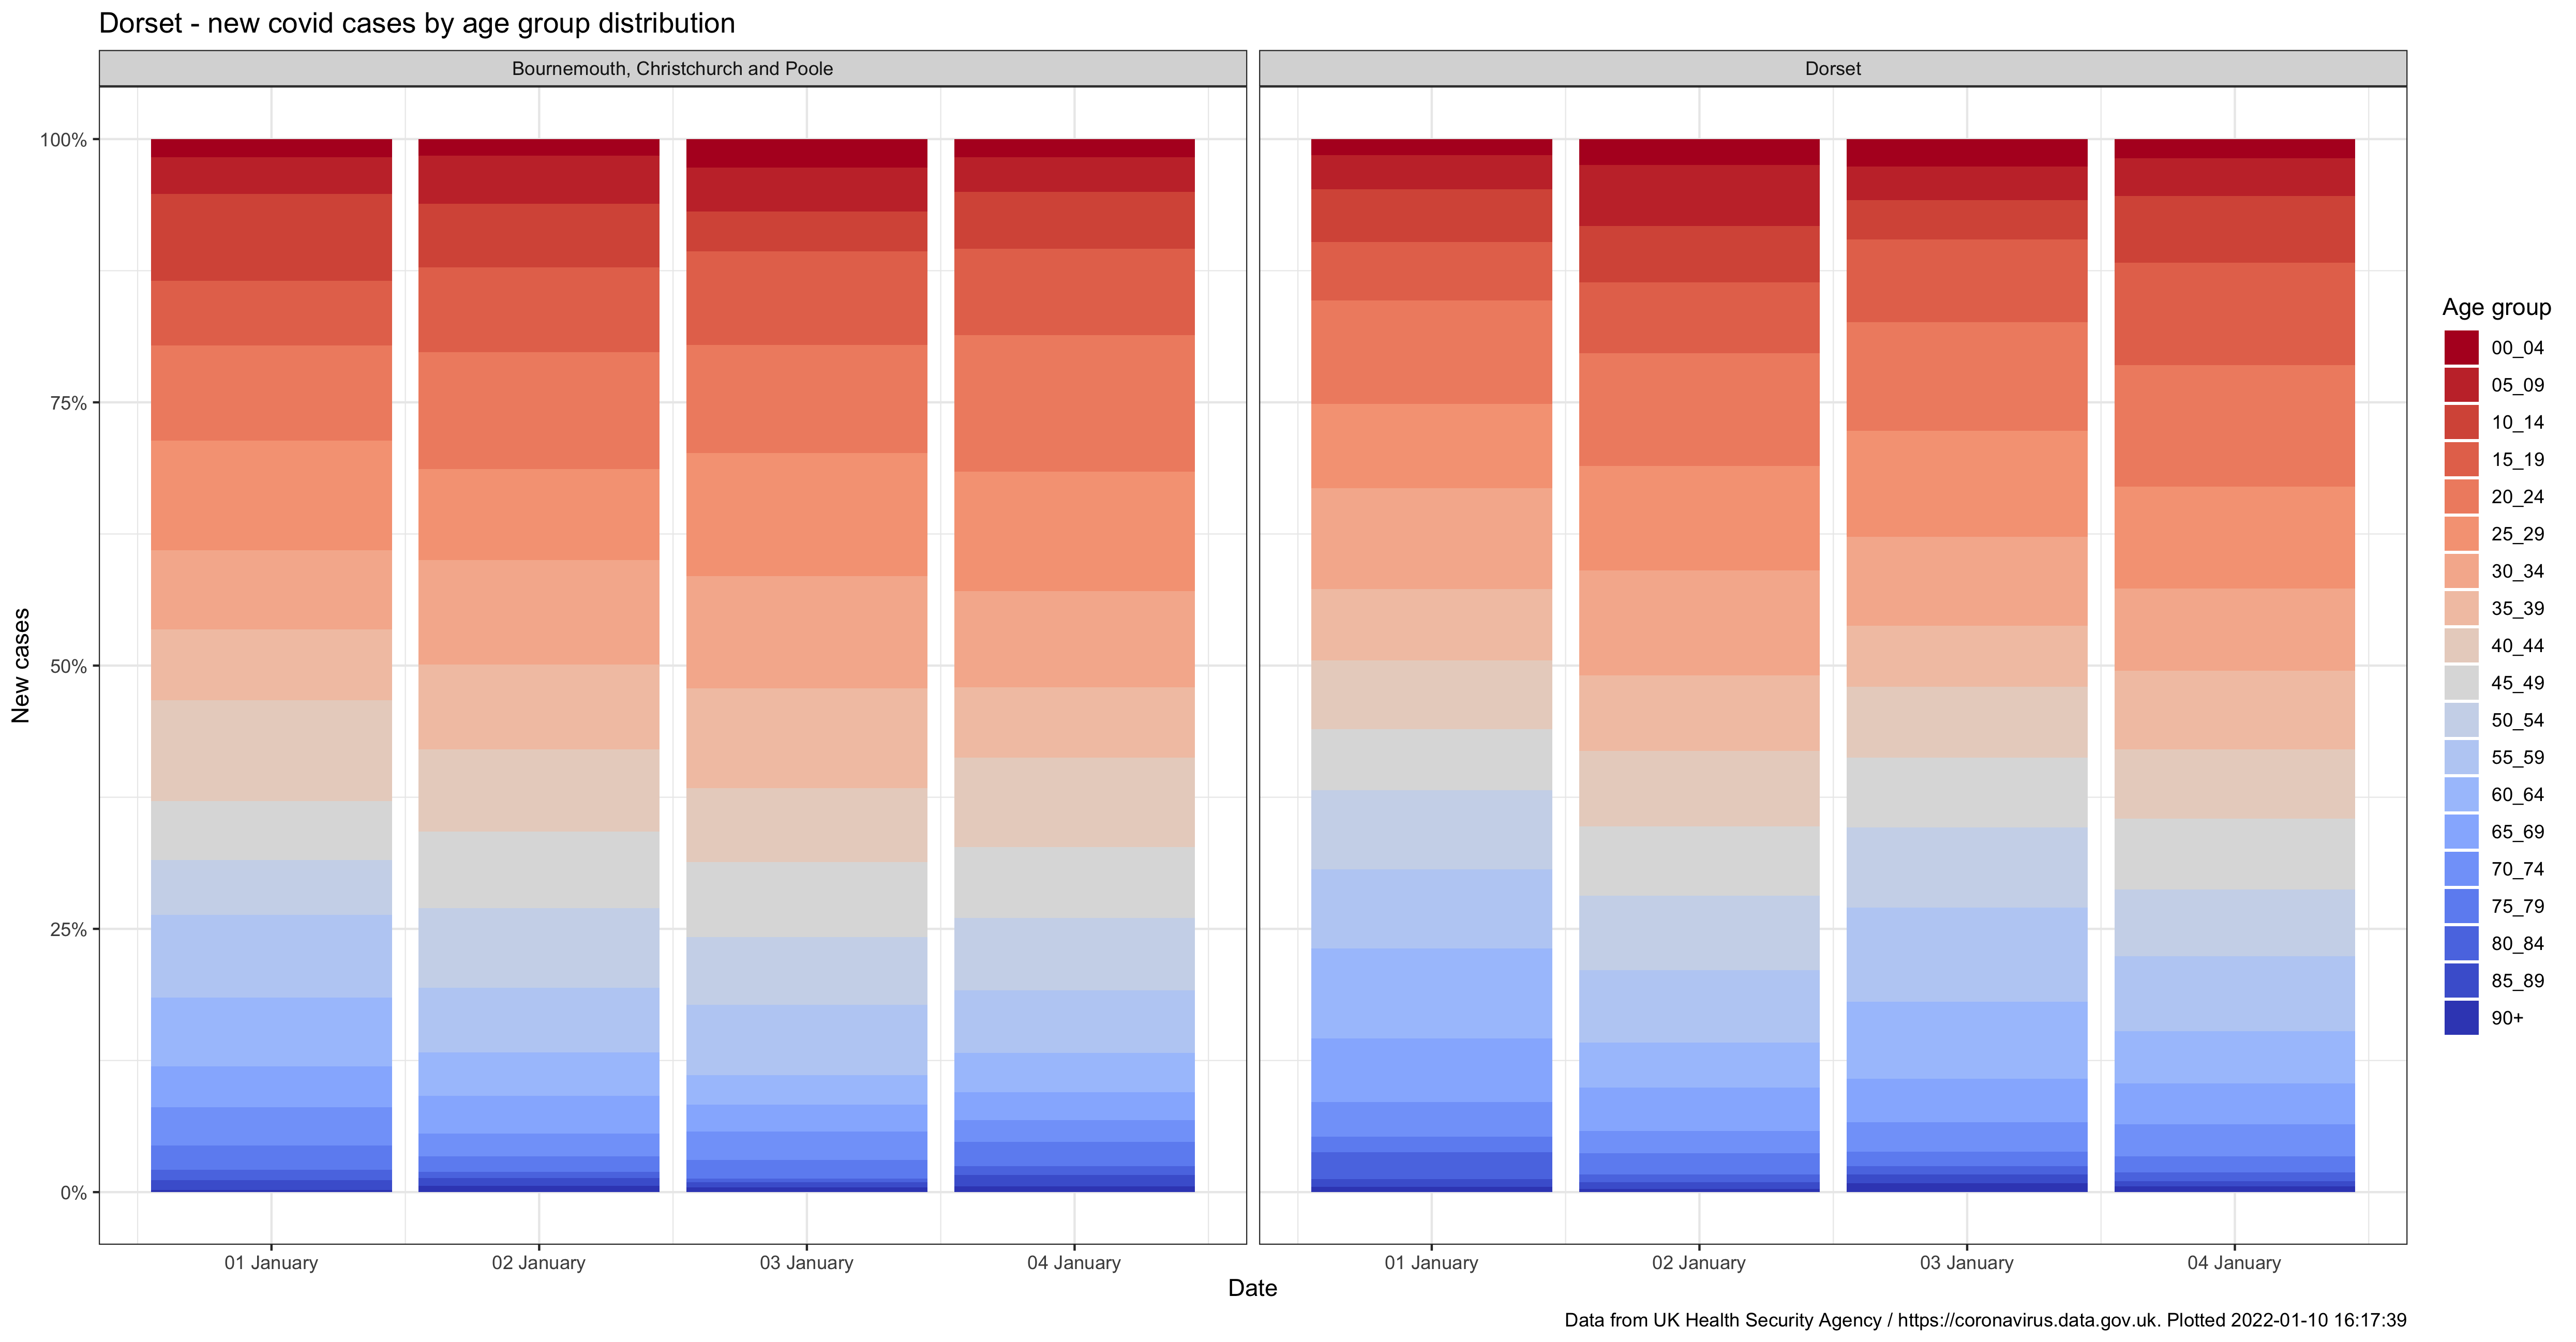 Dorset - new covid cases by age group distribution
Bournemouth, Christchurch and Poole
Dorset
100%
75%
50%
25%
0%
New cases
01 January
02 January
03 January
04 January
01 January
02 January
03 January
04 January
Date
Age group
00_04
05_09
10_14
15_19
20_24
25_29
30_34
35_39
40_44
45_49
50_54
55_59
60_64
65_69
70_74
75_79
80_84
85_89
90+
Data from UK Health Security Agency / https://coronavirus.data.gov.uk. Plotted 2022-01-10 16:17:39